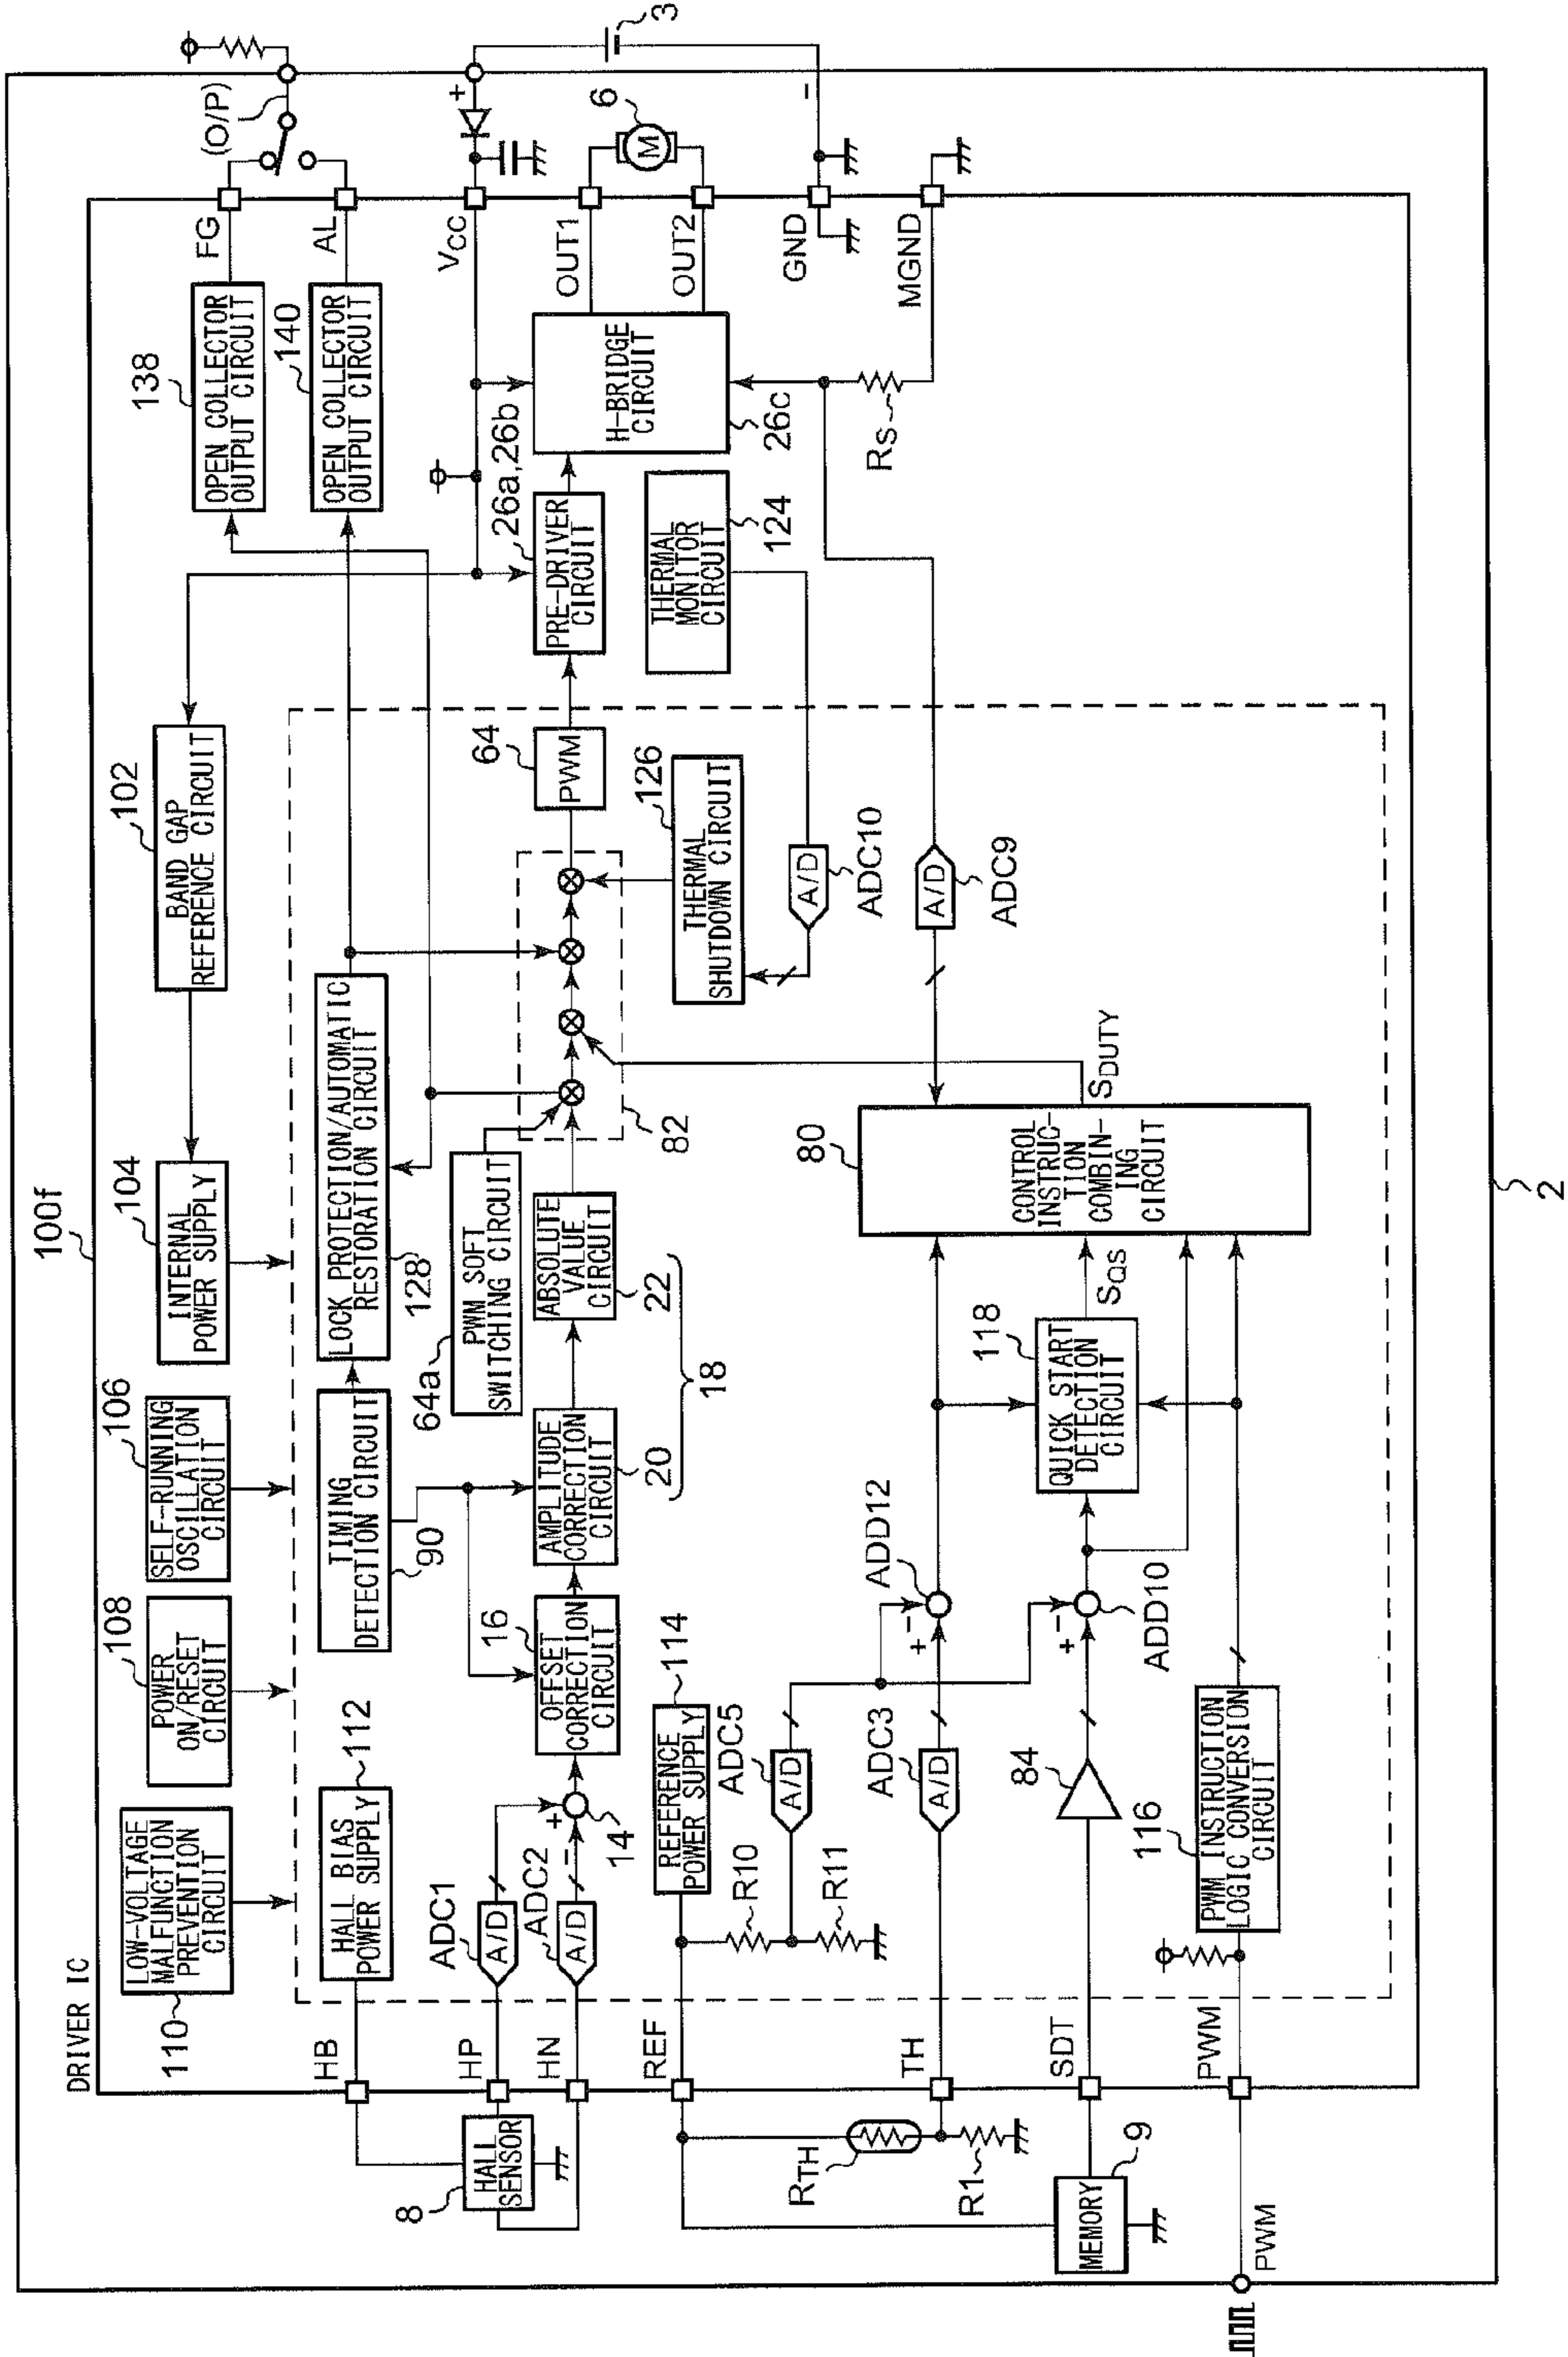 100f
DRIVER IC
110
LOW-VOLTAGE
MALFUNCTION
PREVENTION
CIRCUIT
108
POWER
ON/RESET
CIRCUIT
106
SELF-RUNNING
OSCILLATION
CIRCUIT
104
INTERNAL
POWER SUPPLY
102
BAND GAP
REFERENCE CIRCUIT
138
OPEN COLLECTOR
OUTPUT CIRCUIT
140
OPEN COLLECTOR
OUTPUT CIRCUIT
FG
AL
(O/P)
HB
112
HALL BIAS
POWER SUPPLY
TIMING
DETECTION CIRCUIT
90
LOCK PROTECTION/AUTOMATIC
RESTORATION CIRCUIT
128
VCC
+
3
−
HP
HN
8
HALL
SENSOR
ADC1
A/D
ADC2
A/D
+
−
14
16
OFFSET
CORRECTION
CIRCUIT
AMPLITUDE
CORRECTION
CIRCUIT
20
64a
PWM SOFT
SWITCHING CIRCUIT
ABSOLUTE
VALUE
CIRCUIT
22
18
82
64
PWM
26a,26b
PRE-DRIVER
CIRCUIT
H-BRIDGE
CIRCUIT
26c
OUT1
OUT2
6
M
GND
MGND
RS
THERMAL
MONITOR
CIRCUIT
124
126
THERMAL
SHUTDOWN CIRCUIT
A/D
ADC10
A/D
ADC9
REF
114
REFERENCE
POWER SUPPLY
R10
R11
ADC5
A/D
TH
RTH
R1
ADC3
A/D
+
−
ADD12
SDT
9
MEMORY
84
+
−
ADD10
118
QUICK START
DETECTION
CIRCUIT
SQS
80
CONTROL
INSTRUC-
TION
COMBIN-
ING
CIRCUIT
SDUTY
PWM
PWM
116
PWM INSTRUCTION
LOGIC CONVERSION
CIRCUIT
2